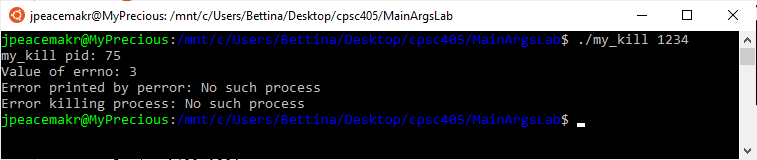 jpeacemakr@MyPrecious: /mnt/c/Users/Bettina/Desktop/cpsc405/MainArgsLab
jpeacemakr@MyPrecious:/mnt/c/Users/Bettina/Desktop/cpsc405/MainArgsLab$ ./my_kill 1234
my_kill pid: 75
Value of errno: 3
Error printed by perror: No such process
Error killing process: No such process
jpeacemakr@MyPrecious:/mnt/c/Users/Bettina/Desktop/cpsc405/MainArgsLab$